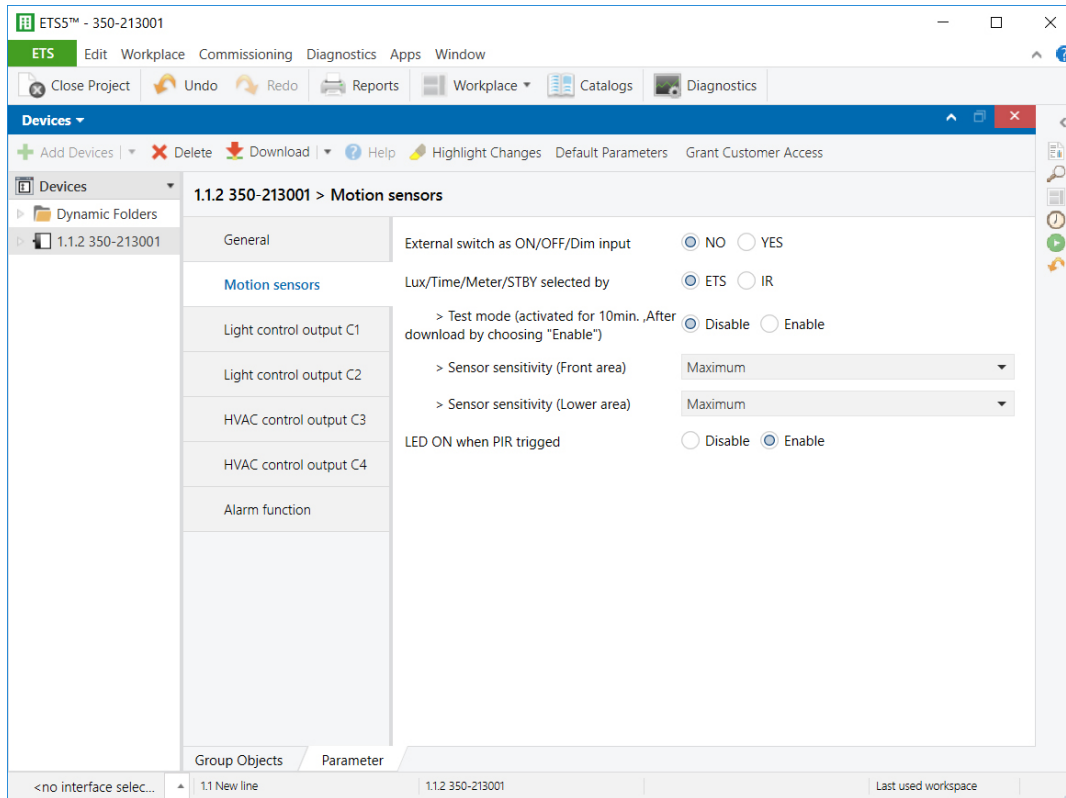 ETS5™ - 350-213001
ETS Edit Workplace Commissioning Diagnostics Apps Window
Close Project Undo Redo Reports Workplace Catalogs Diagnostics
Devices
Add Devices Delete Download Help Highlight Changes Default Parameters Grant Customer Access
Devices
Dynamic Folders
1.1.2 350-213001
1.1.2 350-213001 > Motion sensors
General
Motion sensors
Light control output C1
Light control output C2
HVAC control output C3
HVAC control output C4
Alarm function
External switch as ON/OFF/Dim input NO YES
Lux/Time/Meter/STBY selected by ETS IR
> Test mode (activated for 10min. ,After
download by choosing "Enable") Disable Enable
> Sensor sensitivity (Front area) Maximum
> Sensor sensitivity (Lower area) Maximum
LED ON when PIR trigged Disable Enable
Group Objects Parameter
<no interface selec... 1.1 New line 1.1.2 350-213001 Last used workspace